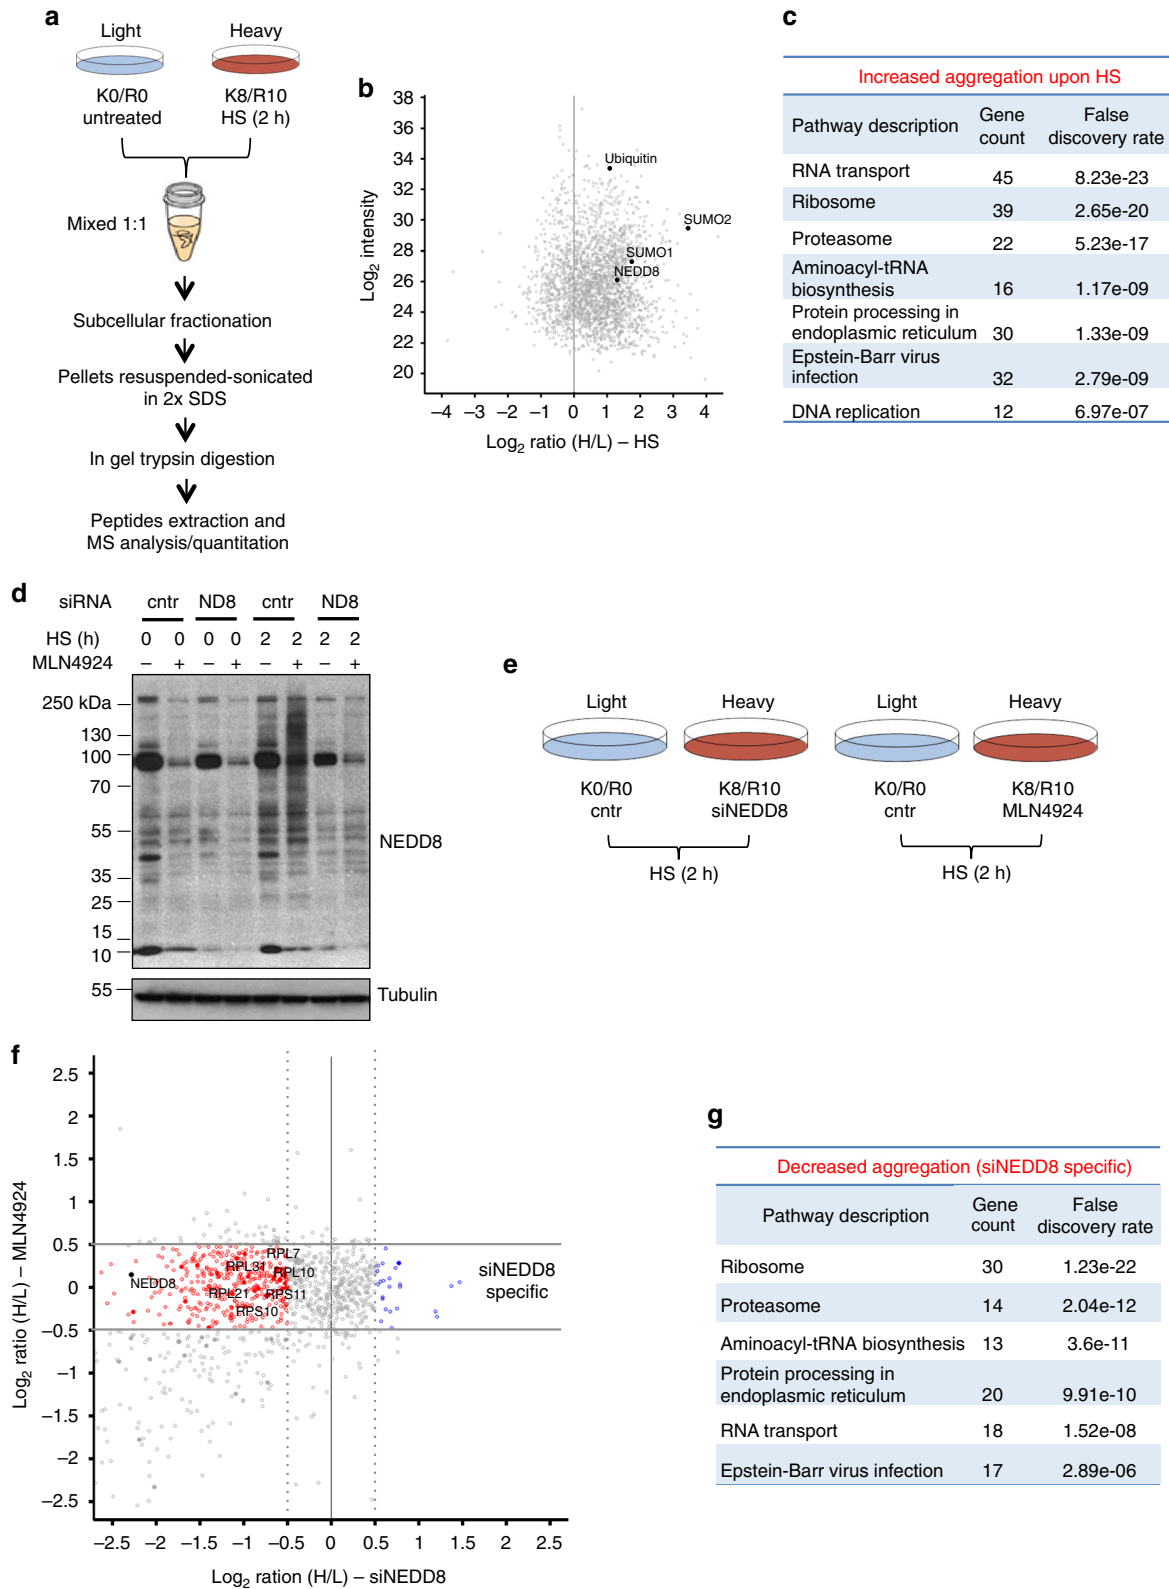 a
Light Heavy
K0/R0 K8/R10
untreated HS (2 h)
Mixed 1:1
Subcellular fractionation
Pellets resuspended-sonicated
in 2x SDS
In gel trypsin digestion
Peptides extraction and
MS analysis/quantitation
b
Log2 intensity
38
36
34
32
30
28
26
24
22
20
Ubiquitin
SUMO2
SUMO1
NEDD8
–4 –3 –2 –1 0 1 2 3 4
Log2 ratio (H/L) – HS
c
Increased aggregation upon HS
Pathway description Gene count False discovery rate
RNA transport 45 8.23e-23
Ribosome 39 2.65e-20
Proteasome 22 5.23e-17
Aminoacyl-tRNA
biosynthesis 16 1.17e-09
Protein processing in
endoplasmic reticulum 30 1.33e-09
Epstein-Barr virus
infection 32 2.79e-09
DNA replication 12 6.97e-07
d
siRNA cntr ND8 cntr ND8
HS (h) 0 0 0 0 2 2 2 2
MLN4924 – + – + – + – +
250 kDa
130
100
70
55
35
25
15
10
NEDD8
55
Tubulin
e
Light Heavy Light Heavy
K0/R0 K8/R10 K0/R0 K8/R10
cntr siNEDD8 cntr MLN4924
HS (2 h) HS (2 h)
f
Log2 ratio (H/L) – MLN4924
2.5
2
1.5
1
0.5
0
–0.5
–1
–1.5
–2
–2.5
RPL7
RPL31
RPL10
NEDD8
RPL21
RPS11
RPS10
siNEDD8
specific
–2.5 –2 –1.5 –1 –0.5 0 0.5 1 1.5 2 2.5
Log2 ration (H/L) – siNEDD8
g
Decreased aggregation (siNEDD8 specific)
Pathway description Gene count False discovery rate
Ribosome 30 1.23e-22
Proteasome 14 2.04e-12
Aminoacyl-tRNA biosynthesis 13 3.6e-11
Protein processing in
endoplasmic reticulum 20 9.91e-10
RNA transport 18 1.52e-08
Epstein-Barr virus infection 17 2.89e-06